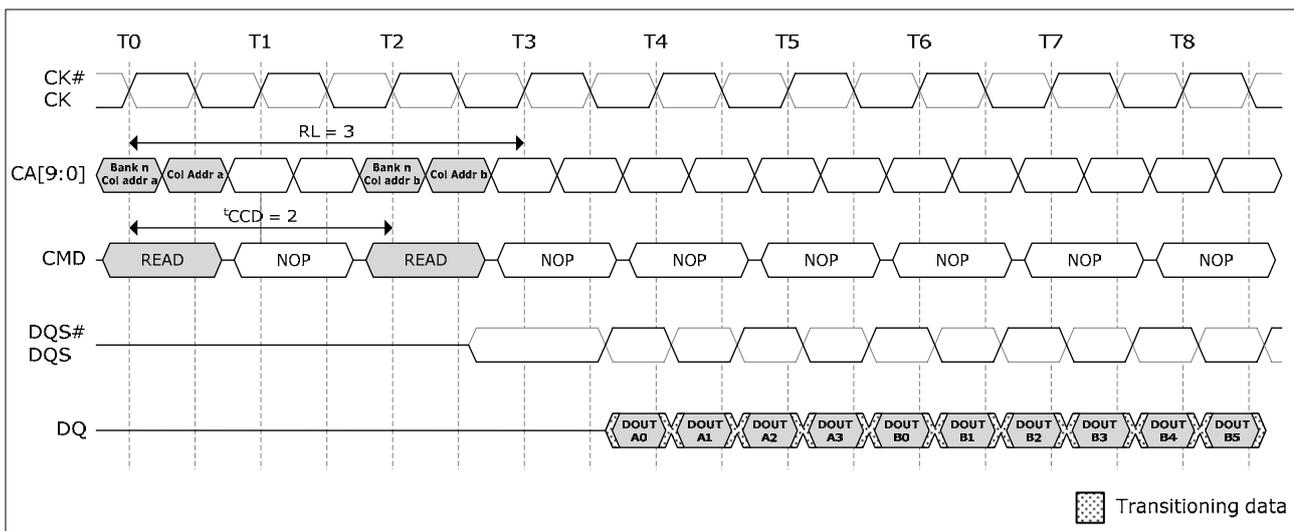 T0 T1 T2 T3 T4 T5 T6 T7 T8
CK#
CK
RL = 3
CA[9:0]
Bank n
Col addr a
Col Addr a
Bank n
Col addr b
Col Addr b
tCCD = 2
CMD
READ NOP READ NOP NOP NOP NOP NOP NOP
DQS#
DQS
DQ
DOUT
A0
DOUT
A1
DOUT
A2
DOUT
A3
DOUT
B0
DOUT
B1
DOUT
B2
DOUT
B3
DOUT
B4
DOUT
B5
Transitioning data